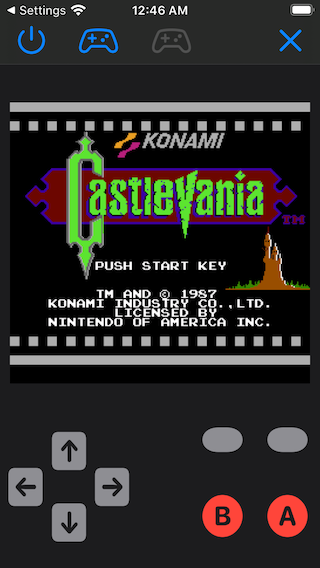 Settings
12:46 AM
KONAMI
Castlevania
TM
PUSH START KEY
TM AND © 1987
KONAMI INDUSTRY CO.,LTD.
LICENSED BY
NINTENDO OF AMERICA INC.
B A